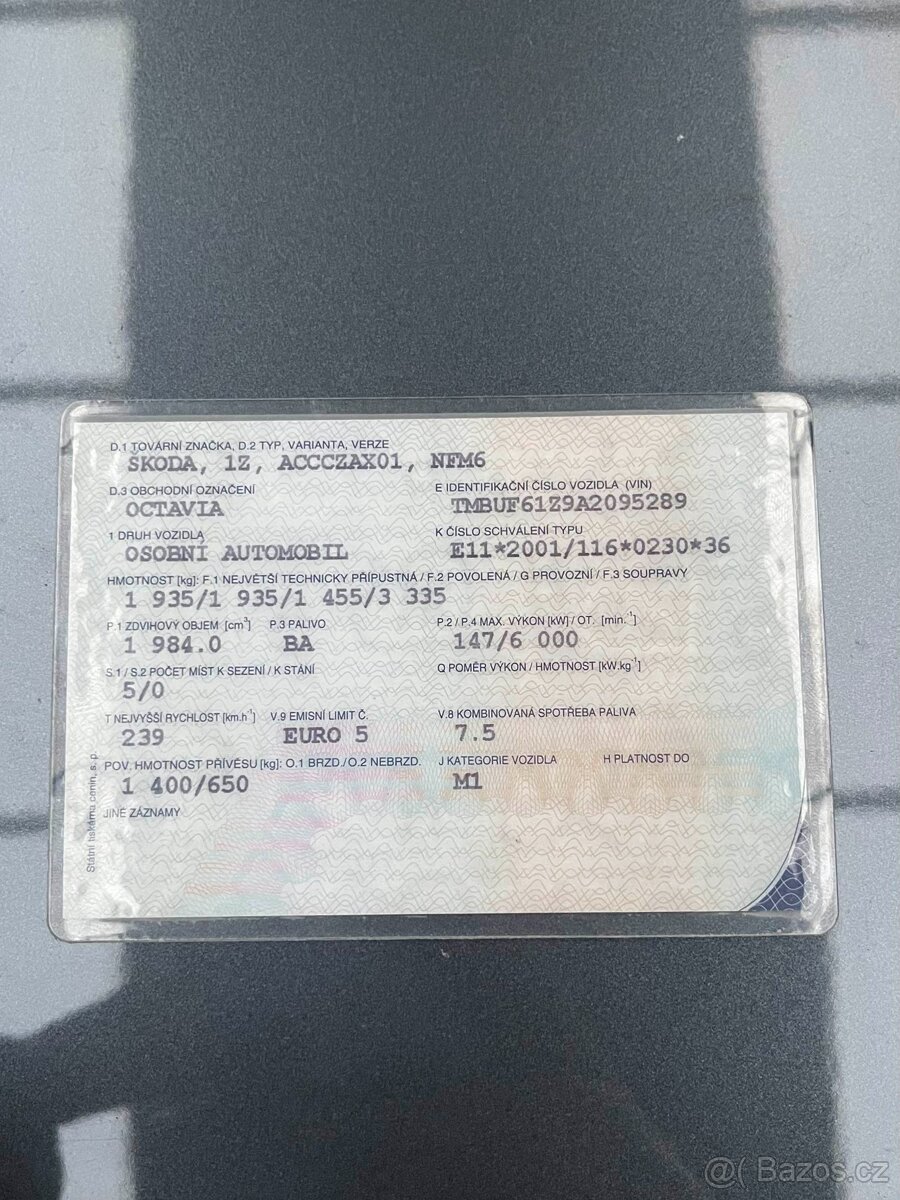 D.1 TOVÁRNÍ ZNAČKA, D.2 TYP, VARIANTA, VERZE
ŠKODA, 1Z, ACCCZAX01, NFM6
D.3 OBCHODNÍ OZNAČENÍ E IDENTIFIKAČNÍ ČÍSLO VOZIDLA (VIN)
OCTAVIA TMBUF61Z9A2095289
1 DRUH VOZIDLA K ČÍSLO SCHVÁLENÍ TYPU
OSOBNÍ AUTOMOBIL E11*2001/116*0230*36
HMOTNOST [kg]: F.1 NEJVĚTŠÍ TECHNICKY PŘÍPUSTNÁ / F.2 POVOLENÁ / G PROVOZNÍ / F.3 SOUPRAVY
1 935/1 935/1 455/3 335
P.1 ZDVIHOVÝ OBJEM [cm³] P.3 PALIVO P.2 / P.4 MAX. VÝKON [kW] / OT. [min.⁻¹]
1 984.0 BA 147/6 000
S.1 / S.2 POČET MÍST K SEZENÍ / K STÁNÍ Q POMĚR VÝKON / HMOTNOST [kW.kg⁻¹]
5/0
T NEJVYŠŠÍ RYCHLOST [km.h⁻¹] V.9 EMISNÍ LIMIT Č. V.8 KOMBINOVANÁ SPOTŘEBA PALIVA
239 EURO 5 7.5
POV. HMOTNOST PŘÍVĚSU [kg]: O.1 BRZD./O.2 NEBRZD. J KATEGORIE VOZIDLA H PLATNOST DO
1 400/650 M1
JINÉ ZÁZNAMY
Státní tiskárna cenin, s. p.
@( Bazos.cz